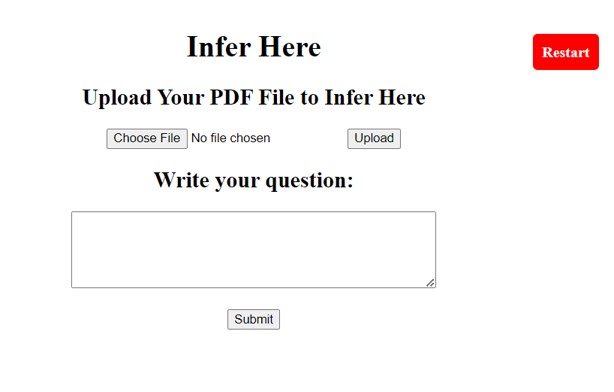 Infer Here
Restart
Upload Your PDF File to Infer Here
Choose File No file chosen Upload
Write your question:
Submit